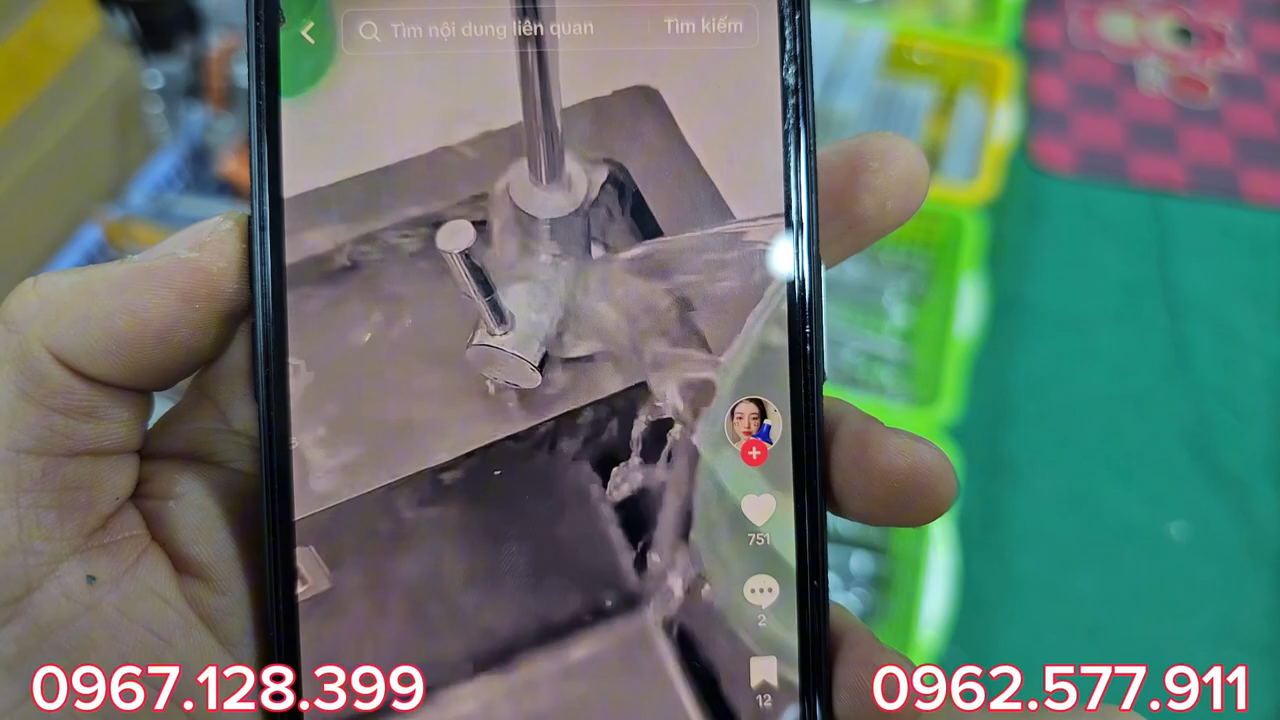 Tìm nội dung liên quan
Tìm kiếm
751
2
12
0967.128.399
0962.577.911